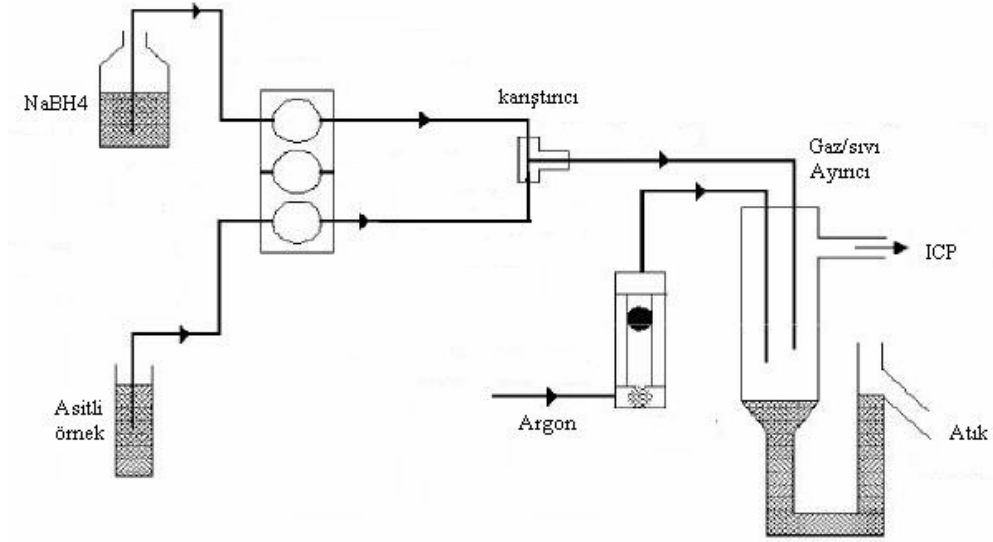 NaBH4
karıştırıcı
Gaz/sıvı
Ayırıcı
ICP
Asitli
örnek
Argon
Atık